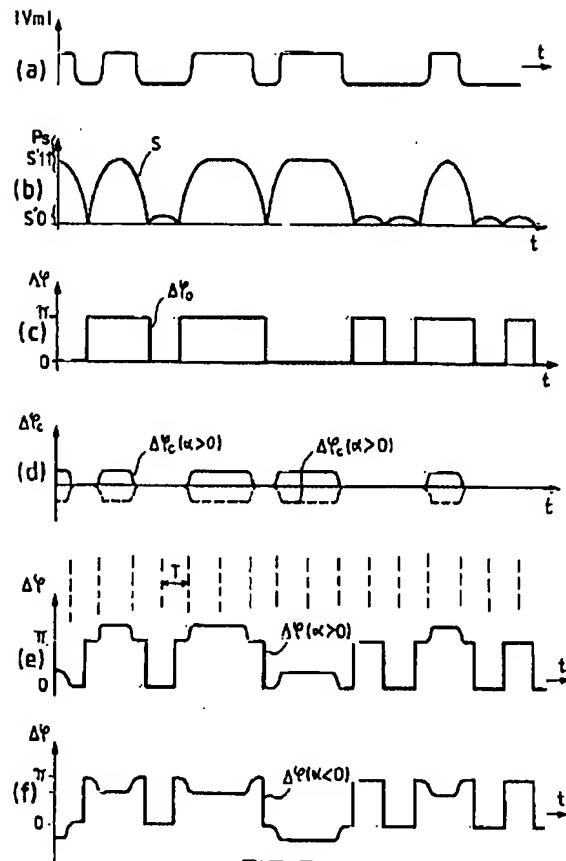 |Vm|
(a)
t
Ps
S'11
S
(b)
S'0
t
Δφ
π
(c)
Δφ₀
0
t
Δφc
Δφc(α>0)
Δφc(α>0)
(d)
t
Δφ
T
π
Δφ(α>0)
(e)
0
t
Δφ
π
(f)
Δφ(α<0)
0
t